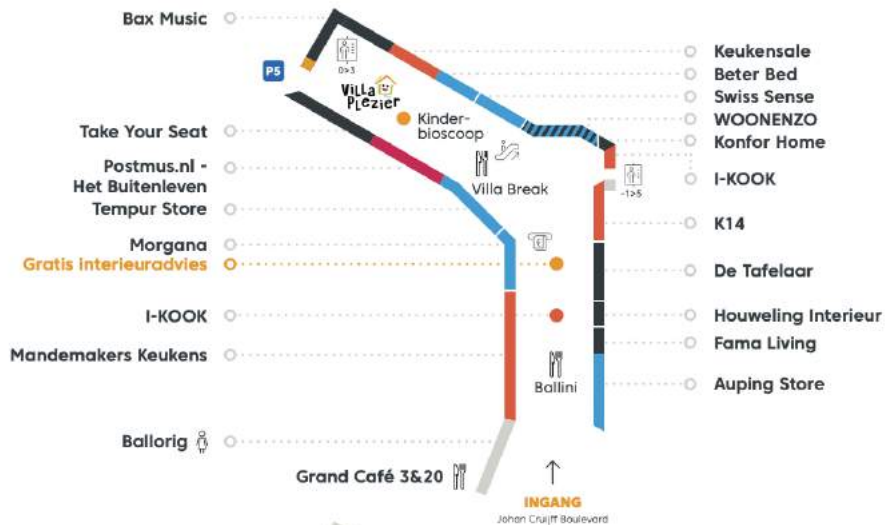 Bax Music
P5
0>3
VILLA
PLEZIER
Kinder-
bioscoop
Take Your Seat
Postmus.nl -
Het Buitenleven
Tempur Store
Morgana
Gratis interieuradvies
I-KOOK
Mandemakers Keukens
Ballorig
Grand Café 3&20
Villa Break
Ballini
INGANG
Johan Cruijff Boulevard
Keukensale
Beter Bed
Swiss Sense
WOONENZO
Konfor Home
I-KOOK
-1>5
K14
De Tafelaar
Houweling Interieur
Fama Living
Auping Store